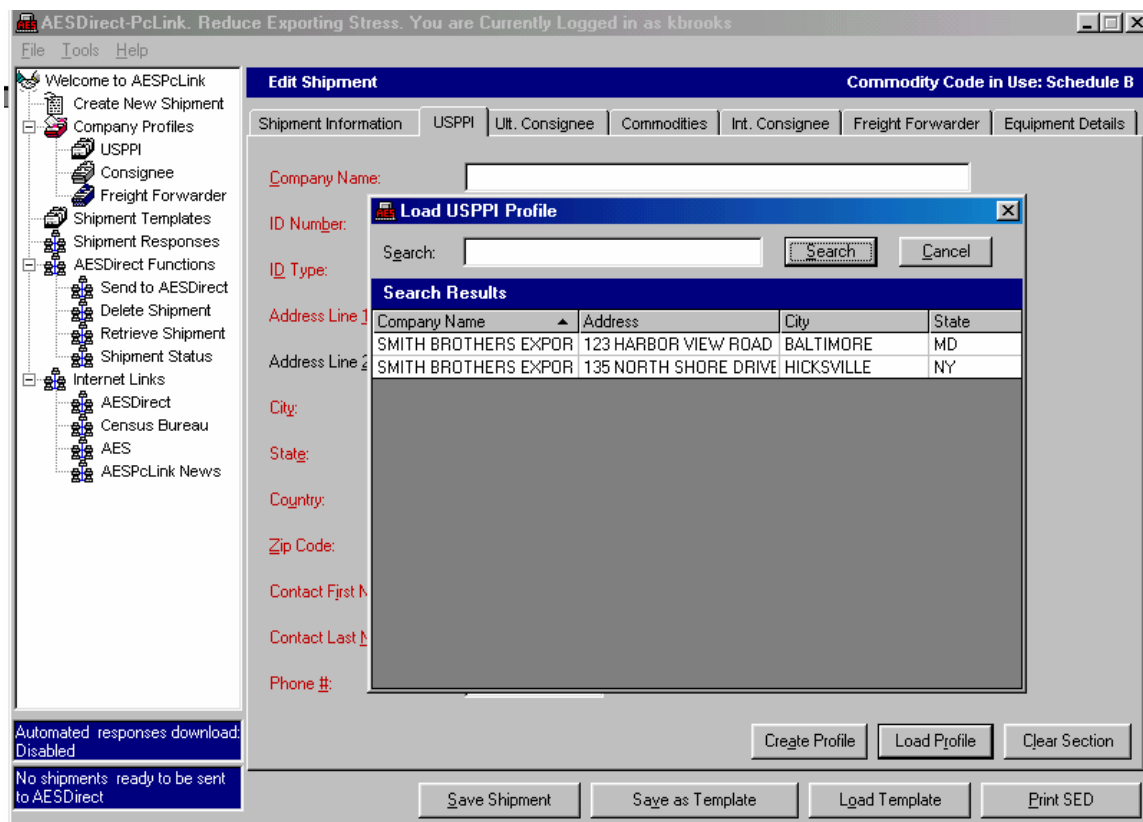 AESDirect-PcLink. Reduce Exporting Stress. You are Currently Logged in as kbrooks
File Tools Help
Welcome to AESPcLink
Create New Shipment
Company Profiles
USPPI
Consignee
Freight Forwarder
Shipment Templates
Shipment Responses
AESDirect Functions
Send to AESDirect
Delete Shipment
Retrieve Shipment
Shipment Status
Internet Links
AESDirect
Census Bureau
AES
AESPcLink News
Automated responses download:
Disabled
No shipments ready to be sent
to AESDirect
Edit Shipment Commodity Code in Use: Schedule B
Shipment Information USPPI Ult. Consignee Commodities Int. Consignee Freight Forwarder Equipment Details
Company Name:
ID Number:
ID Type:
Address Line 1
Address Line 2
City:
State:
Country:
Zip Code:
Contact First N
Contact Last N
Phone #:
AES Load USPPI Profile
Search: Search Cancel
Search Results
Company Name Address City State
SMITH BROTHERS EXPOR 123 HARBOR VIEW ROAD BALTIMORE MD
SMITH BROTHERS EXPOR 135 NORTH SHORE DRIVE HICKSVILLE NY
Create Profile Load Profile Clear Section
Save Shipment Save as Template Load Template Print SED